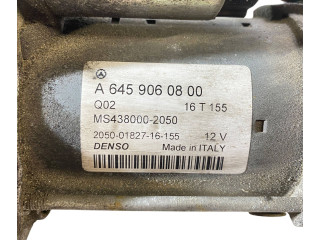 A 645 906 08 00
Q02 16 T 155
MS438000-2050
2050-01827-16-155 12 V
DENSO Made in ITALY